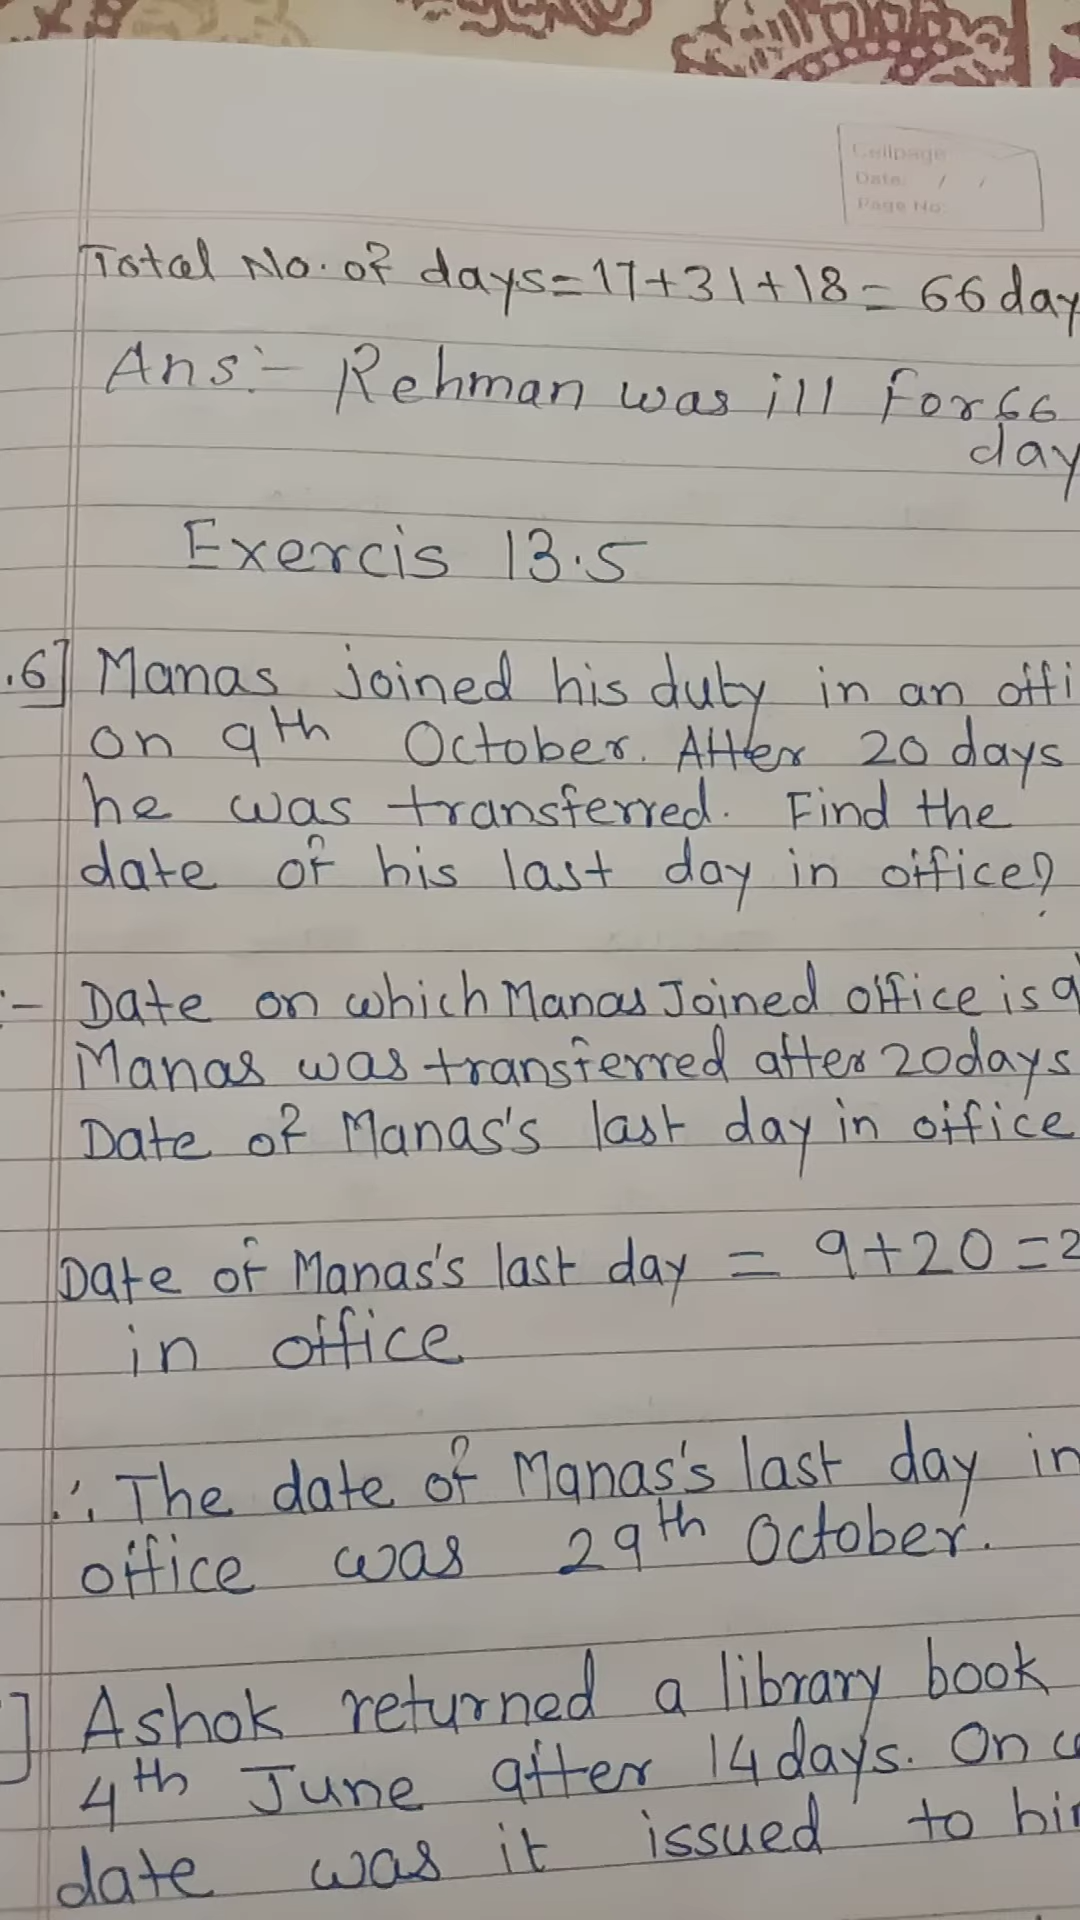 Cellpage
Date: / /
Page No:
Total No. of days=17+31+18= 66 day
Ans:- Rehman was ill for 66
day
Exercis 13.5
.6] Manas joined his duty in an offi
on 9th October. After 20 days
he was transferred. Find the
date of his last day in office?
:- Date on which Manas Joined office is 9
Manas was transferred after 20days
Date of Manas's last day in office
Date of Manas's last day = 9+20=2
in office
∴ The date of Manas's last day in
office was 29th October.
] Ashok returned a library book
4th June after 14days. On
date was it issued to